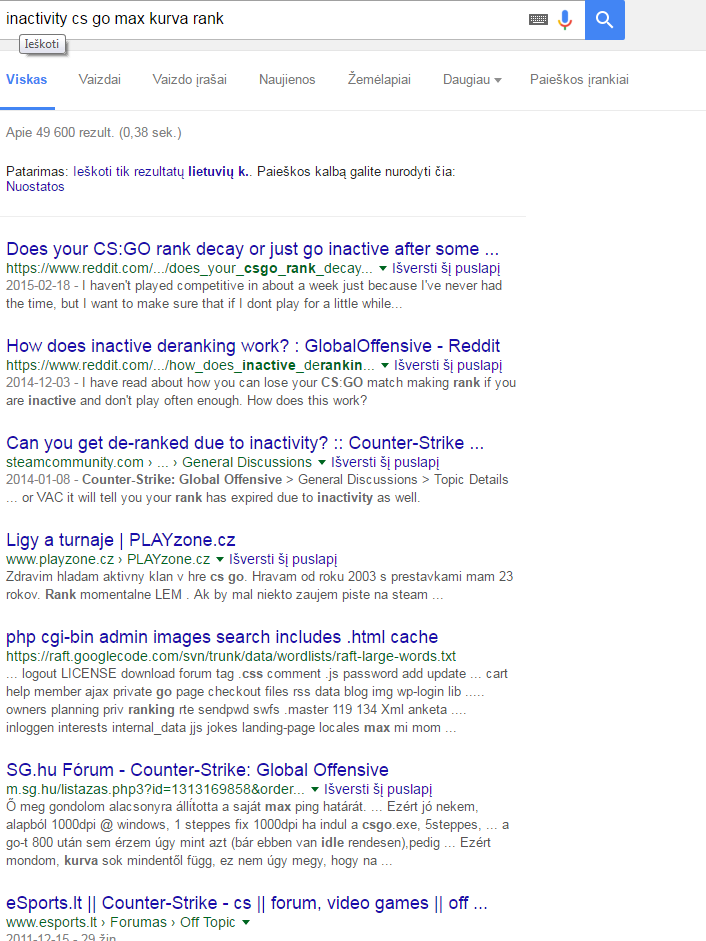 inactivity cs go max kurva rank
Ieškoti
Viskas Vaizdai Vaizdo įrašai Naujienos Žemėlapiai Daugiau Paieškos įrankiai
Apie 49 600 rezult. (0,38 sek.)
Patarimas: Ieškoti tik rezultatų lietuvių k.. Paieškos kalbą galite nurodyti čia:
Nuostatos
Does your CS:GO rank decay or just go inactive after some ...
https://www.reddit.com/.../does_your_csgo_rank_decay... Išversti šį puslapį
2015-02-18 - I haven't played competitive in about a week just because I've never had
the time, but I want to make sure that if I dont play for a little while...
How does inactive deranking work? : GlobalOffensive - Reddit
https://www.reddit.com/.../how_does_inactive_derankin... Išversti šį puslapį
2014-12-03 - I have read about how you can lose your CS:GO match making rank if you
are inactive and don't play often enough. How does this work?
Can you get de-ranked due to inactivity? :: Counter-Strike ...
steamcommunity.com › ... › General Discussions Išversti šį puslapį
2014-01-08 - Counter-Strike: Global Offensive > General Discussions > Topic Details
... or VAC it will tell you your rank has expired due to inactivity as well.
Ligy a turnaje | PLAYzone.cz
www.playzone.cz › PLAYzone.cz Išversti šį puslapį
Zdravim hladam aktivny klan v hre cs go. Hravam od roku 2003 s prestavkami mam 23
rokov. Rank momentalne LEM . Ak by mal niekto zaujem piste na steam ...
php cgi-bin admin images search includes .html cache
https://raft.googlecode.com/svn/trunk/data/wordlists/raft-large-words.txt
... logout LICENSE download forum tag .css comment .js password add update ... cart
help member ajax private go page checkout files rss data blog img wp-login lib .....
owners planning priv ranking rte sendpwd swfs .master 119 134 Xml anketa ....
inloggen interests internal_data jjs jokes landing-page locales max mi mom ...
SG.hu Fórum - Counter-Strike: Global Offensive
m.sg.hu/listazas.php3?id=1313169858&order... Išversti šį puslapį
Ő meg gondolom alacsonyra állította a saját max ping határát. ... Ezért jó nekem,
alapból 1000dpi @ windows, 1 steppes fix 1000dpi ha indul a csgo.exe, 5steppes, ... a
go-t 800 után sem érzem úgy mint azt (bár ebben van idle rendesen),pedig ... Ezért
mondom, kurva sok mindentől függ, ez nem úgy megy, hogy na ...
eSports.lt || Counter-Strike - cs || forum, video games || off ...
www.esports.lt › Forumas › Off Topic
2011-12-15 - 29 žin.